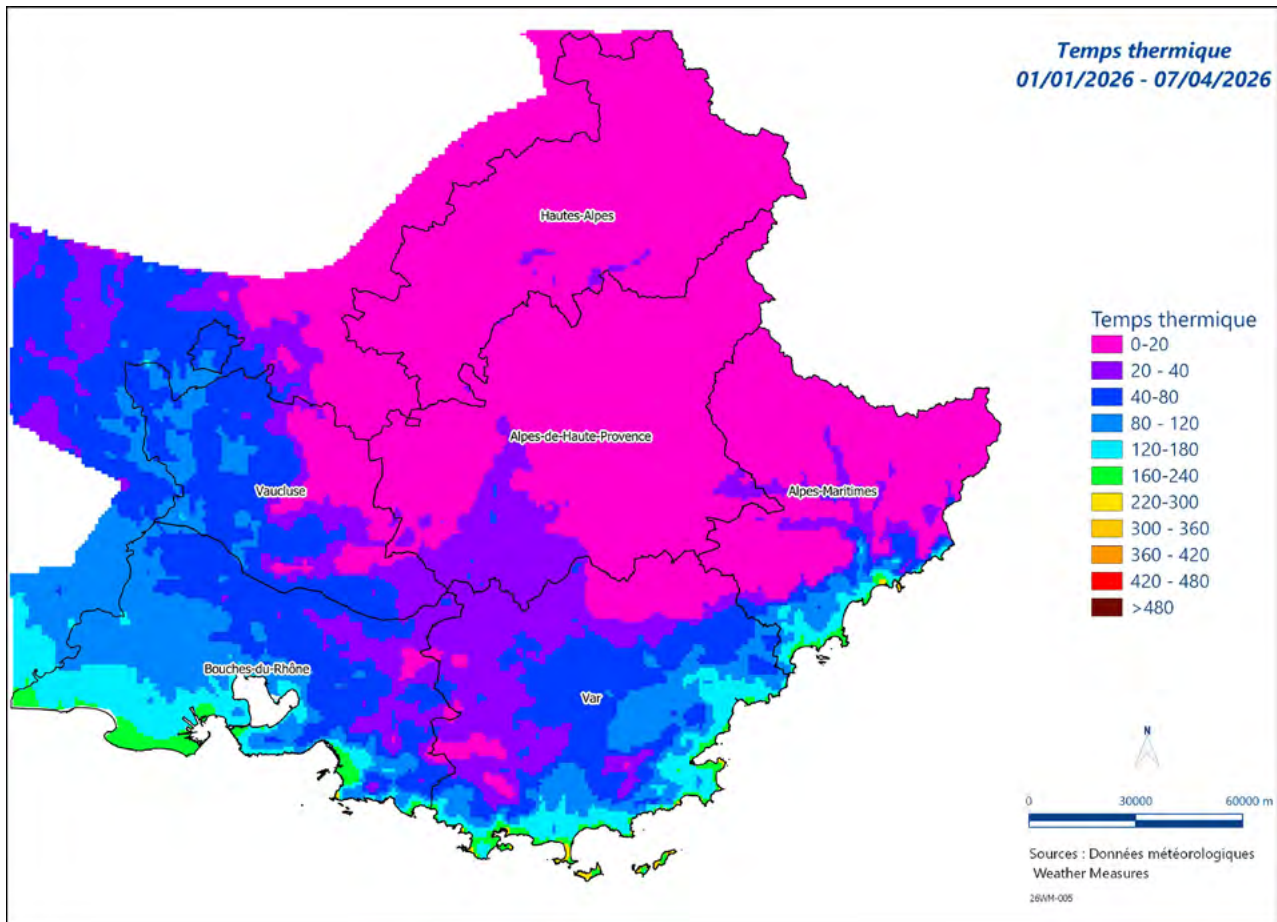 Temps thermique
01/01/2026 - 07/04/2026
Hautes-Alpes
Alpes-de-Haute-Provence
Vaucluse
Alpes-Maritimes
Bouches-du-Rhône
Var
Temps thermique
0-20
20 - 40
40-80
80 - 120
120-180
160-240
220-300
300 - 360
360 - 420
420 - 480
>480
N
0 30000 60000 m
Sources : Données météorologiques
Weather Measures
26WM-005